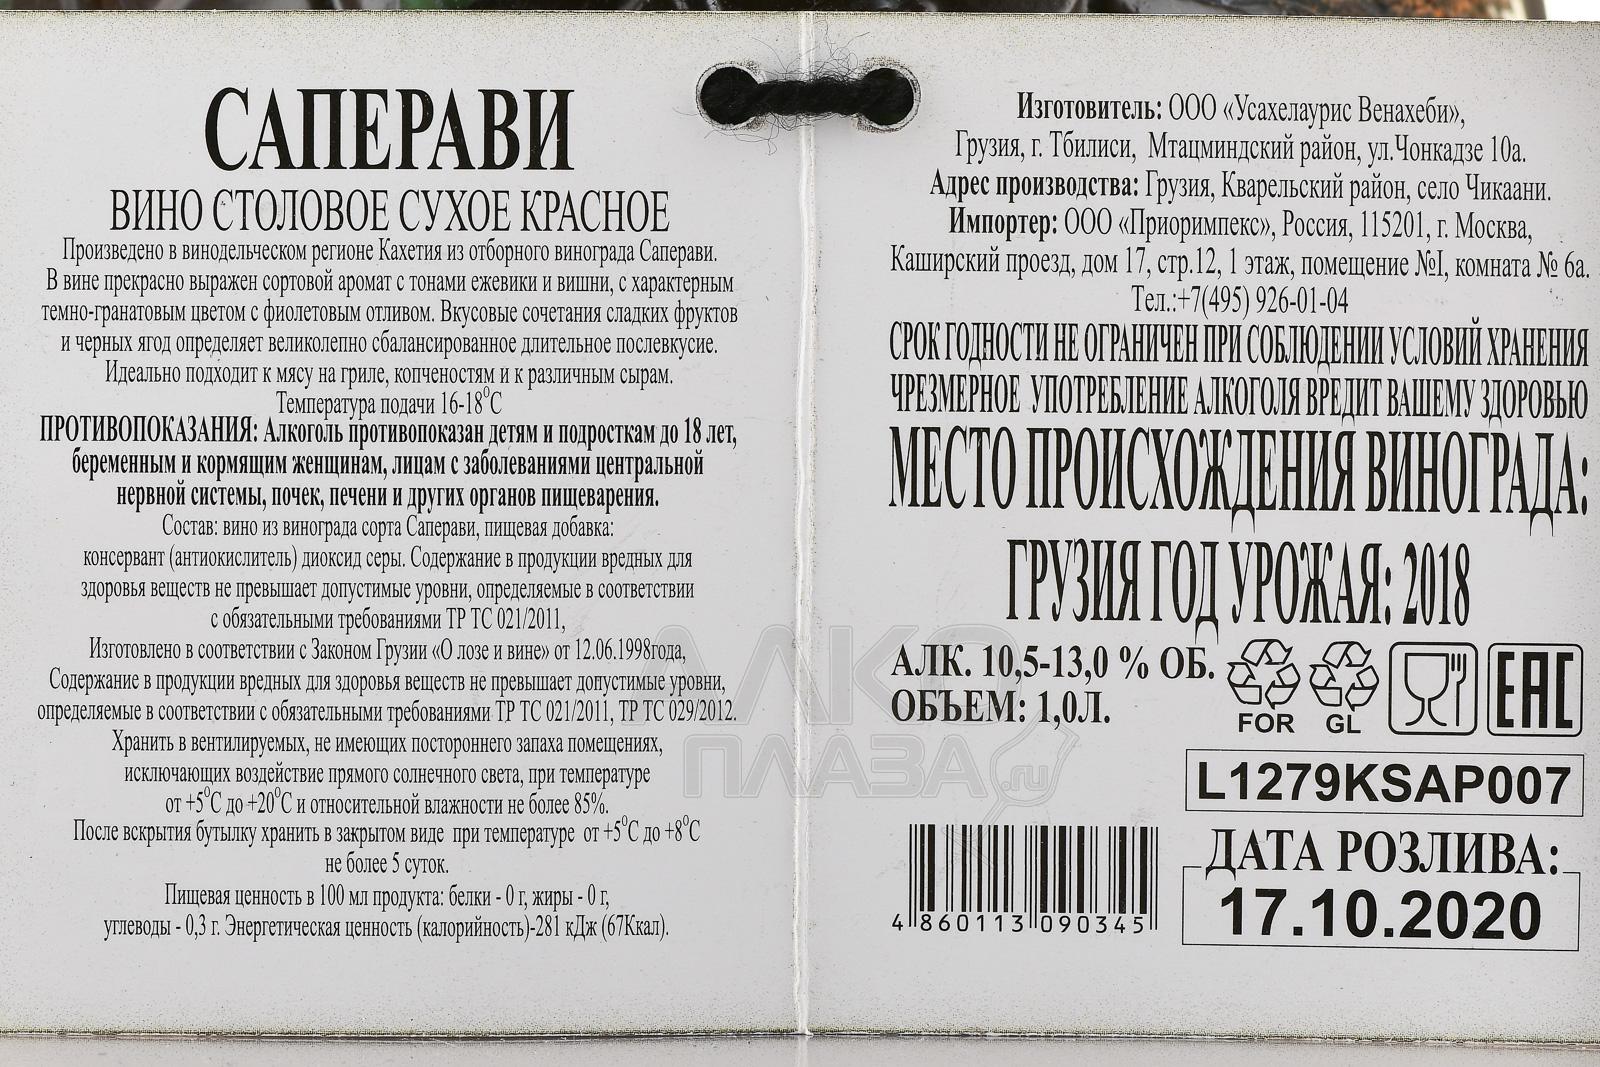 САПЕРАВИ
ВИНО СТОЛОВОЕ СУХОЕ КРАСНОЕ
Произведено в винодельческом регионе Кахетия из отборного винограда Саперави.
В вине прекрасно выражен сортовой аромат с тонами ежевики и вишни, с характерным
темно-гранатовым цветом с фиолетовым отливом. Вкусовые сочетания сладких фруктов
и черных ягод определяет великолепно сбалансированное длительное послевкусие.
Идеально подходит к мясу на гриле, копченостям и к различным сырам.
Температура подачи 16-18⁰С
ПРОТИВОПОКАЗАНИЯ: Алкоголь противопоказан детям и подросткам до 18 лет,
беременным и кормящим женщинам, лицам с заболеваниями центральной
нервной системы, почек, печени и других органов пищеварения.
Состав: вино из винограда сорта Саперави, пищевая добавка:
консервант (антиокислитель) диоксид серы. Содержание в продукции вредных для
здоровья веществ не превышает допустимые уровни, определяемые в соответствии
с обязательными требованиями ТР ТС 021/2011,
Изготовлено в соответствии с Законом Грузии «О лозе и вине» от 12.06.1998года,
Содержание в продукции вредных для здоровья веществ не превышает допустимые уровни,
определяемые в соответствии с обязательными требованиями ТР ТС 021/2011, ТР ТС 029/2012.
Хранить в вентилируемых, не имеющих постороннего запаха помещениях,
исключающих воздействие прямого солнечного света, при температуре
от +5⁰С до +20⁰С и относительной влажности не более 85%.
После вскрытия бутылку хранить в закрытом виде при температуре от +5⁰С до +8⁰С
не более 5 суток.
Пищевая ценность в 100 мл продукта: белки - 0 г, жиры - 0 г,
углеводы - 0,3 г. Энергетическая ценность (калорийность)-281 кДж (67Ккал).
Изготовитель: ООО «Усахелаурис Венахеби»,
Грузия, г. Тбилиси, Мтацминдский район, ул.Чонкадзе 10а.
Адрес производства: Грузия, Кварельский район, село Чикаани.
Импортер: ООО «Приоримпекс», Россия, 115201, г. Москва,
Каширский проезд, дом 17, стр.12, 1 этаж, помещение №I, комната № 6а.
Тел.:+7(495) 926-01-04
СРОК ГОДНОСТИ НЕ ОГРАНИЧЕН ПРИ СОБЛЮДЕНИИ УСЛОВИЙ ХРАНЕНИЯ
ЧРЕЗМЕРНОЕ УПОТРЕБЛЕНИЕ АЛКОГОЛЯ ВРЕДИТ ВАШЕМУ ЗДОРОВЬЮ
МЕСТО ПРОИСХОЖДЕНИЯ ВИНОГРАДА:
ГРУЗИЯ ГОД УРОЖАЯ: 2018
АЛК. 10,5-13,0 % ОБ.
ОБЪЕМ: 1,0Л.
FOR GL EAC
L1279KSAP007
ДАТА РОЗЛИВА:
17.10.2020
4 860113 090345
АЛКО
ПЛАЗА.ru